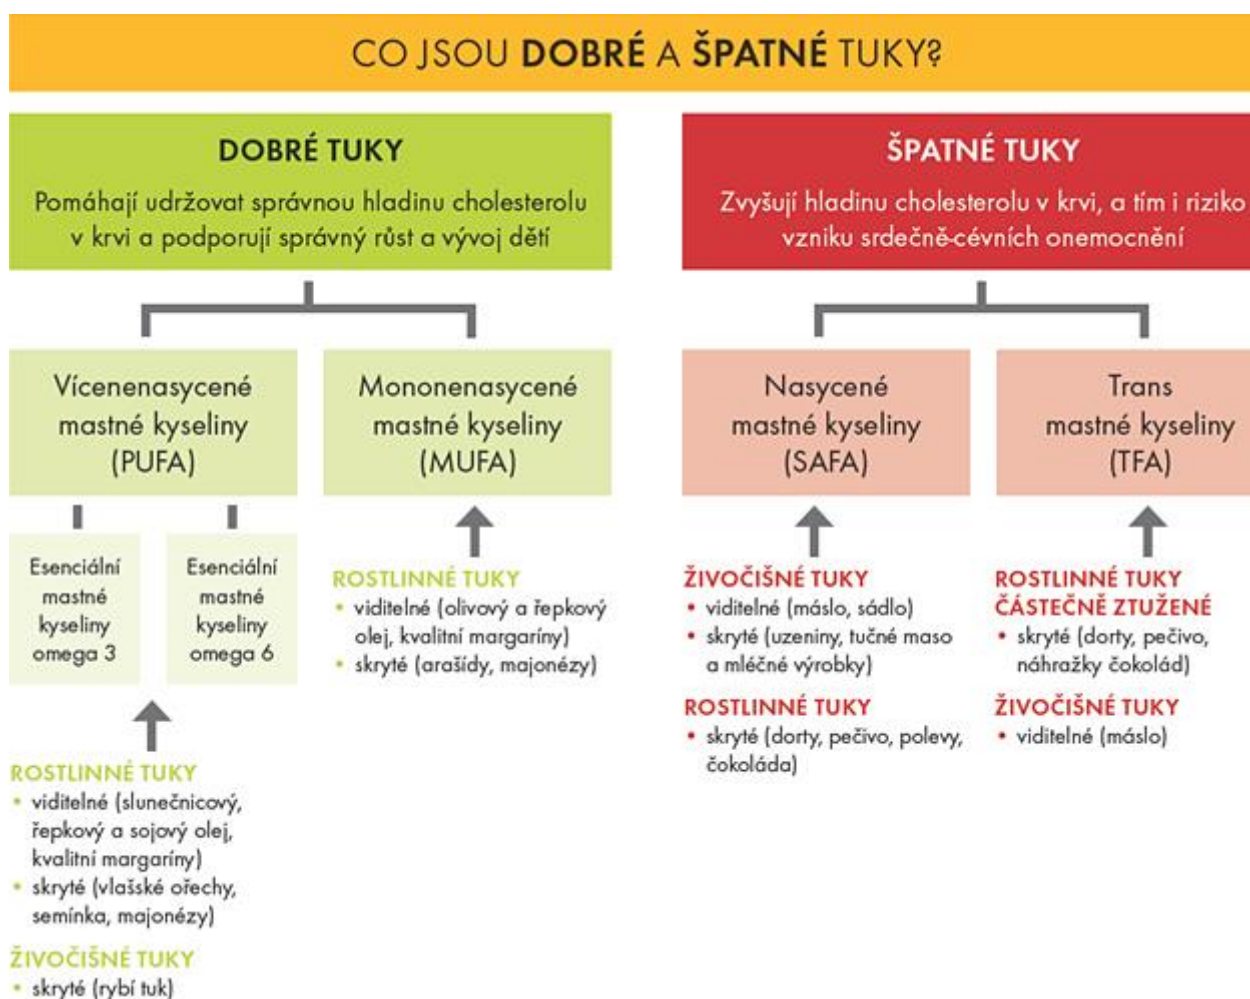 CO JSOU DOBRÉ A ŠPATNÉ TUKY?
DOBRÉ TUKY
Pomáhají udržovat správnou hladinu cholesterolu
v krvi a podporují správný růst a vývoj dětí
Vícenenasycené
mastné kyseliny
(PUFA)
Esenciální
mastné
kyseliny
omega 3
Esenciální
mastné
kyseliny
omega 6
ROSTLINNÉ TUKY
• viditelné (slunečnicový,
řepkový a sojový olej,
kvalitní margaríny)
• skryté (vlašské ořechy,
semínka, majonézy)
ŽIVOČIŠNÉ TUKY
• skryté (rybí tuk)
Mononenasycené
mastné kyseliny
(MUFA)
ROSTLINNÉ TUKY
• viditelné (olivový a řepkový
olej, kvalitní margaríny)
• skryté (arašídy, majonézy)
ŠPATNÉ TUKY
Zvyšují hladinu cholesterolu v krvi, a tím i riziko
vzniku srdečně-cévních onemocnění
Nasycené
mastné kyseliny
(SAFA)
ŽIVOČIŠNÉ TUKY
• viditelné (máslo, sádlo)
• skryté (uzeniny, tučné maso
a mléčné výrobky)
ROSTLINNÉ TUKY
• skryté (dorty, pečivo, polevy,
čokoláda)
Trans
mastné kyseliny
(TFA)
ROSTLINNÉ TUKY
ČÁSTEČNĚ ZTUŽENÉ
• skryté (dorty, pečivo,
náhražky čokolád)
ŽIVOČIŠNÉ TUKY
• viditelné (máslo)